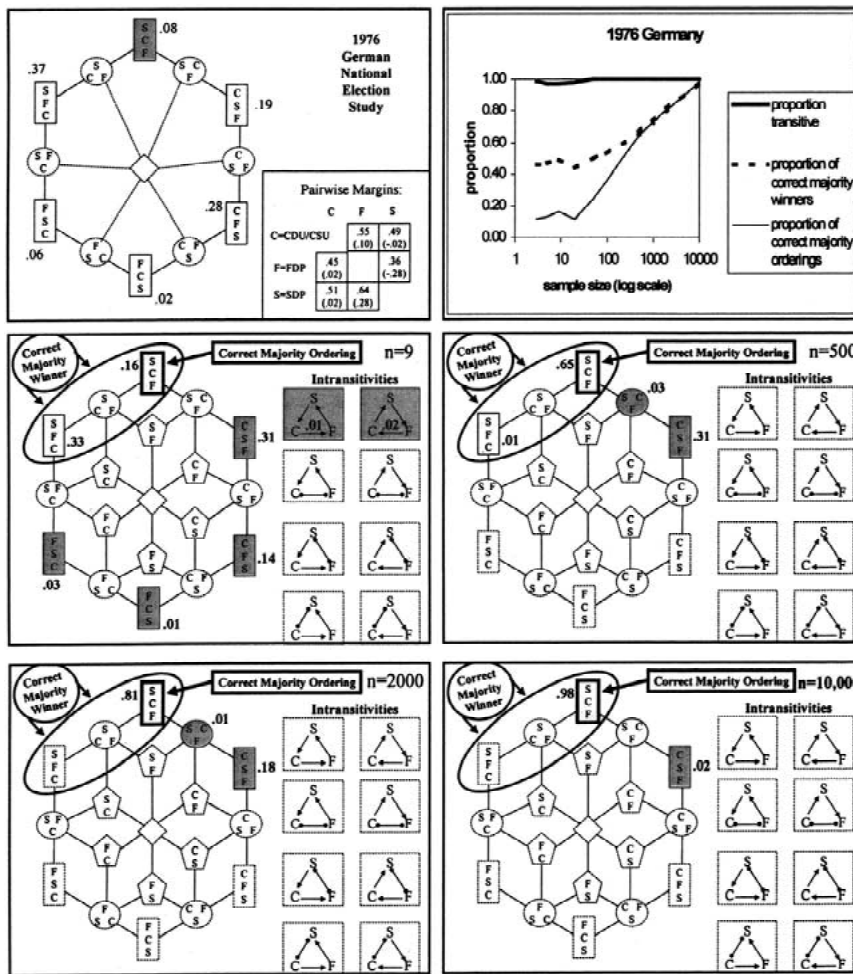 1976
German
National
Election
Study
.08
S
C
F
S
C F
S C
F
.37
S
F
C
C
S
F
.19
S F
C
C
S F
.28
C
F
S
F
S
C
.06
F
S C
C F
S
F
C
S
.02
Pairwise Margins:
C F S
C=CDU/CSU .55 .49
(.10) (-.02)
F=FDP .45 .36
(.02) (-.28)
S=SDP .51 .64
(.02) (.28)
1976 Germany
proportion
1.00
0.80
0.60
0.40
0.20
0.00
1 10 100 1000 10000
sample size (log scale)
proportion
transitive
proportion of
correct majority
winners
proportion of
correct majority
orderings
Correct
Majority
Winner
.16
S
C
F
Correct Majority Ordering
n=9
Intransitivities
S
C F
.01
S
C F
.02
S
C F
S
C F
S
C F
S
C F
S
C F
S
C F
S
C F
S C
F
S
F
C
.33
S
F
C
S
F
.31
S
C
C
F
S F
C
C
S F
F
C
C
S
F
S
C
.03
C
F
S
.14
F
S
F
S C
C F
S
F
C
S
.01
Correct
Majority
Winner
.65
S
C
F
Correct Majority Ordering
n=500
Intransitivities
S
C F
S
C F
S
C F
S
C F
S
C F
S
C F
S
C F
S
C F
S
C F
S C
F
.03
S
F
C
.01
S
F
C
S
F
.31
S
C
C
F
S F
C
C
S F
F
C
C
S
F
S
C
C
F
S
F
S
F
S C
C F
S
F
C
S
Correct
Majority
Winner
.81
S
C
F
Correct Majority Ordering
n=2000
Intransitivities
S
C F
S
C F
S
C F
S
C F
S
C F
S
C F
S
C F
S
C F
S
C F
S C
F
.01
S
F
C
S
F
C
S
F
.18
S
C
C
F
S F
C
C
S F
F
C
C
S
F
S
C
C
F
S
F
S
F
S C
C F
S
F
C
S
Correct
Majority
Winner
.98
S
C
F
Correct Majority Ordering
n=10,00
Intransitivities
S
C F
S
C F
S
C F
S
C F
S
C F
S
C F
S
C F
S
C F
S
C F
S C
F
S
F
C
S
F
C
S
F
.02
S
C
C
F
S F
C
C
S F
F
C
C
S
F
S
C
C
F
S
F
S
F
S C
C F
S
F
C
S